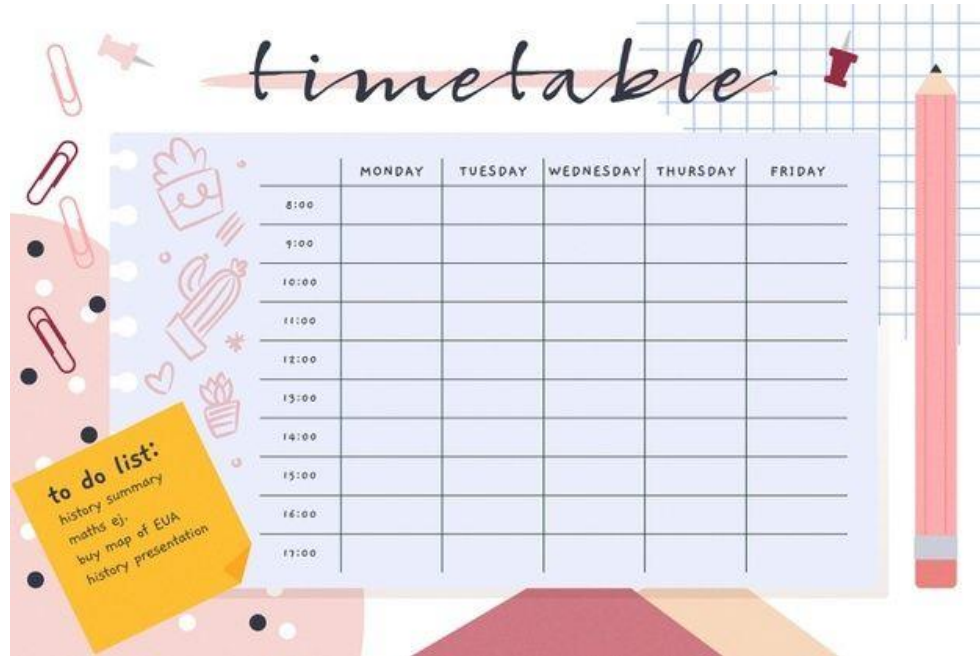 timetable
MONDAY TUESDAY WEDNESDAY THURSDAY FRIDAY
8:00
9:00
10:00
11:00
12:00
13:00
14:00
15:00
16:00
17:00
to do list:
history summary
maths ej.
buy map of EUA
history presentation